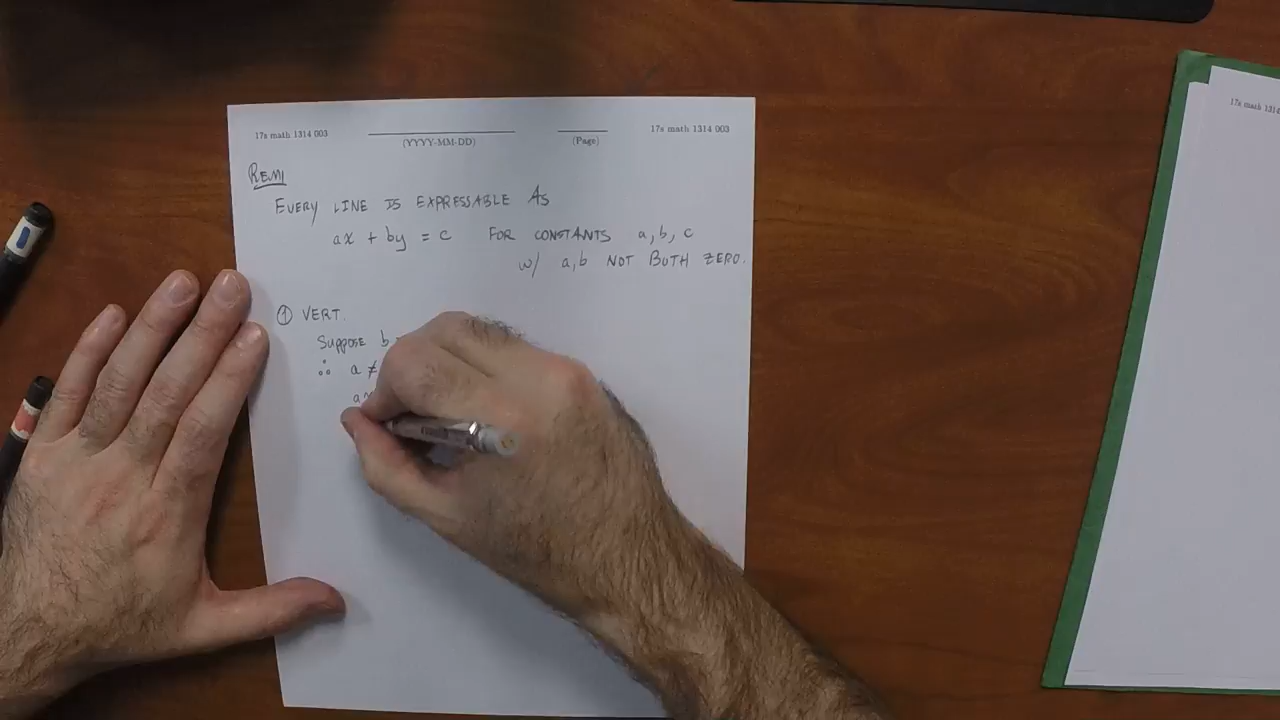 17s math 1314 003
(YYYY-MM-DD)
(Page)
17s math 1314 003
REM
EVERY LINE IS EXPRESSABLE AS
ax + by = c FOR CONSTANTS a, b, c
w/ a,b NOT BOTH ZERO.
① VERT.
SUPPOSE b
∴ a ≠
ax
17s math 1314